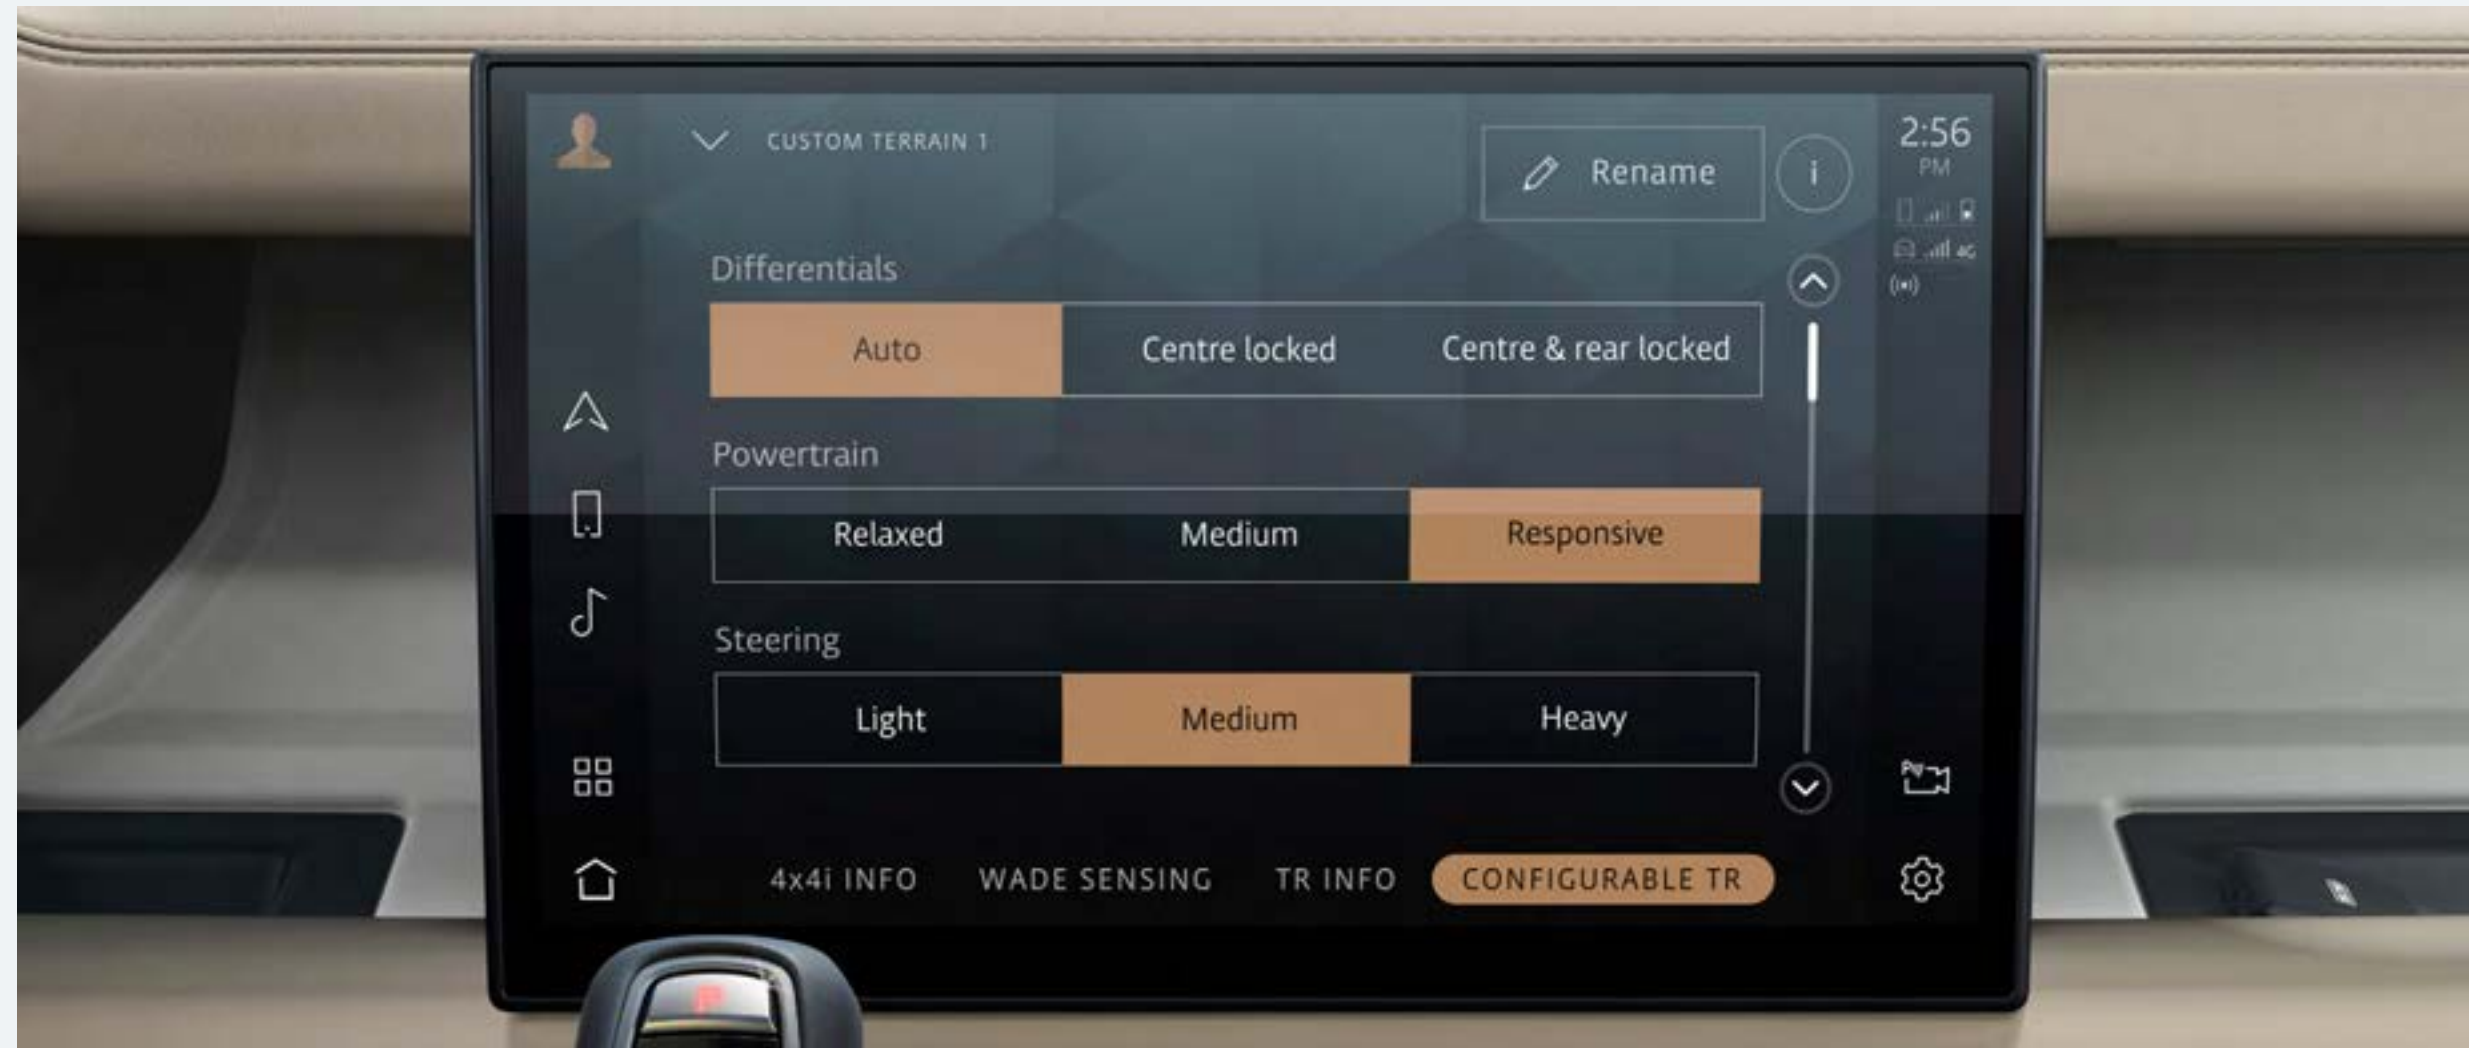 CUSTOM TERRAIN 1
Rename
i
2:56
PM
4G
Differentials
Auto
Centre locked
Centre & rear locked
Powertrain
Relaxed
Medium
Responsive
Steering
Light
Medium
Heavy
4x4i INFO
WADE SENSING
TR INFO
CONFIGURABLE TR
P